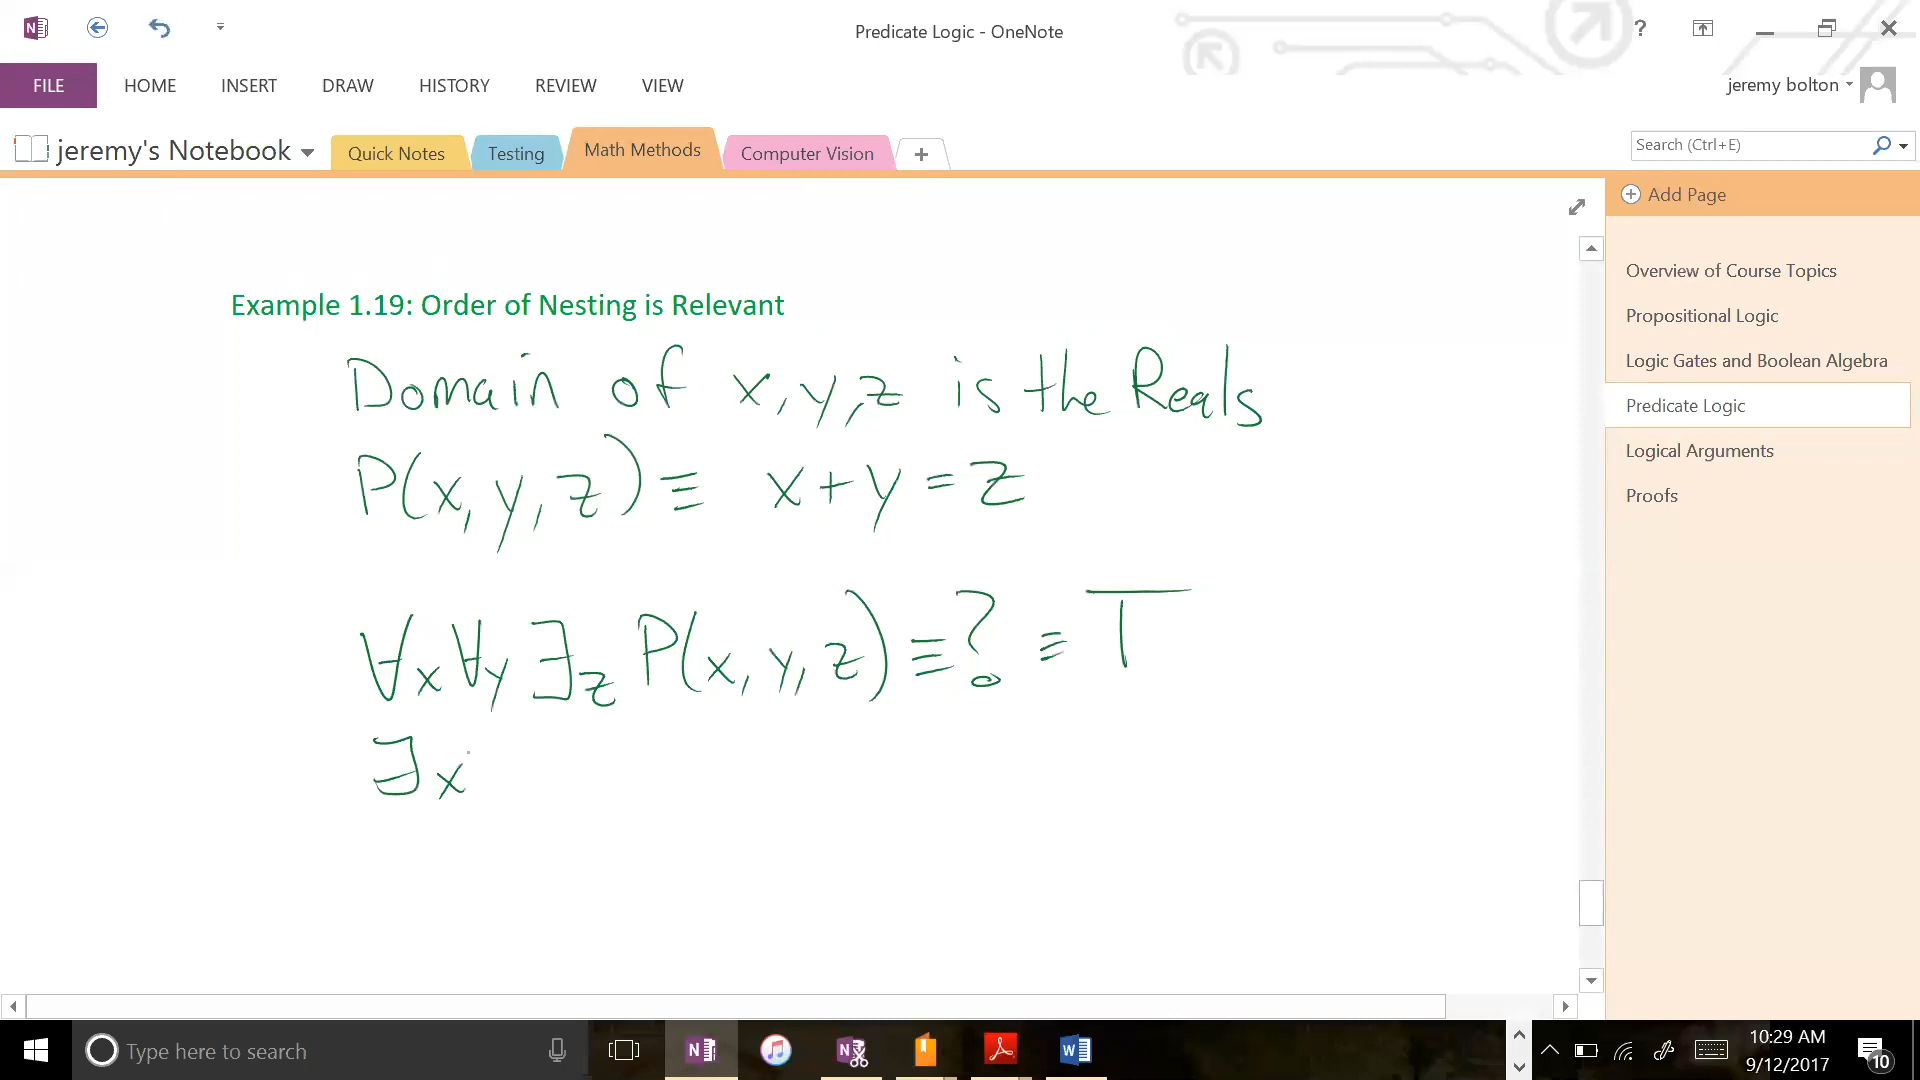 Predicate Logic - OneNote
?
FILE HOME INSERT DRAW HISTORY REVIEW VIEW
jeremy bolton
jeremy's Notebook
Quick Notes Testing Math Methods Computer Vision +
Search (Ctrl+E)
Add Page
Overview of Course Topics
Propositional Logic
Logic Gates and Boolean Algebra
Predicate Logic
Logical Arguments
Proofs
Example 1.19: Order of Nesting is Relevant
Domain of x, y, z is the Reals
P(x, y, z) ≡ x + y = z
∀x ∀y ∃z P(x, y, z) ≡ ? ≡ T
∃x
Type here to search
10:29 AM
9/12/2017
10